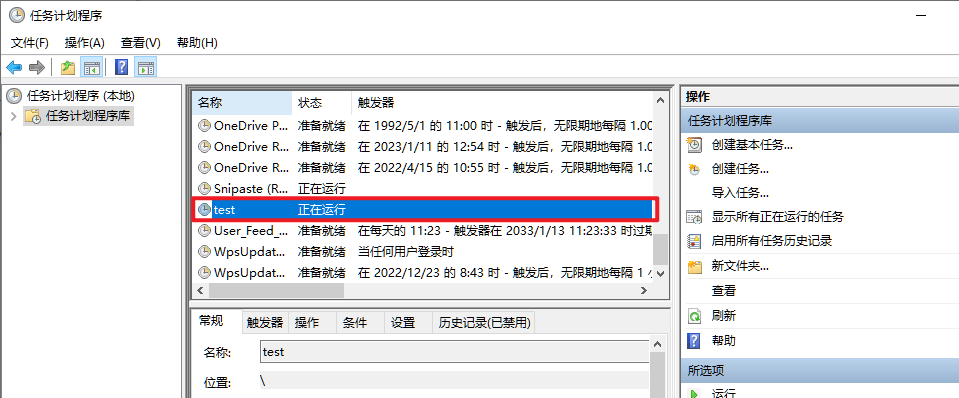 任务计划程序
文件(F) 操作(A) 查看(V) 帮助(H)
任务计划程序 (本地)
任务计划程序库
名称 状态 触发器
OneDrive P... 准备就绪 在 1992/5/1 的 11:00 时 - 触发后，无限期地每隔 1.00
OneDrive R... 准备就绪 在 2023/1/11 的 12:54 时 - 触发后，无限期地每隔 1.0
OneDrive R... 准备就绪 在 2022/4/15 的 10:55 时 - 触发后，无限期地每隔 1.0
Snipaste (R... 正在运行
test 正在运行
User_Feed_... 准备就绪 在每天的 11:23 - 触发器在 2033/1/13 11:23:33 时过期
WpsUpdat... 准备就绪 当任何用户登录时
WpsUpdat... 准备就绪 在 2022/12/23 的 8:43 时 - 触发后，无限期地每隔 1 小
常规 触发器 操作 条件 设置 历史记录(已禁用)
名称: test
位置: \
操作
任务计划程序库
创建基本任务...
创建任务...
导入任务...
显示所有正在运行的任务
启用所有任务历史记录
新文件夹...
查看
刷新
帮助
所选项
运行